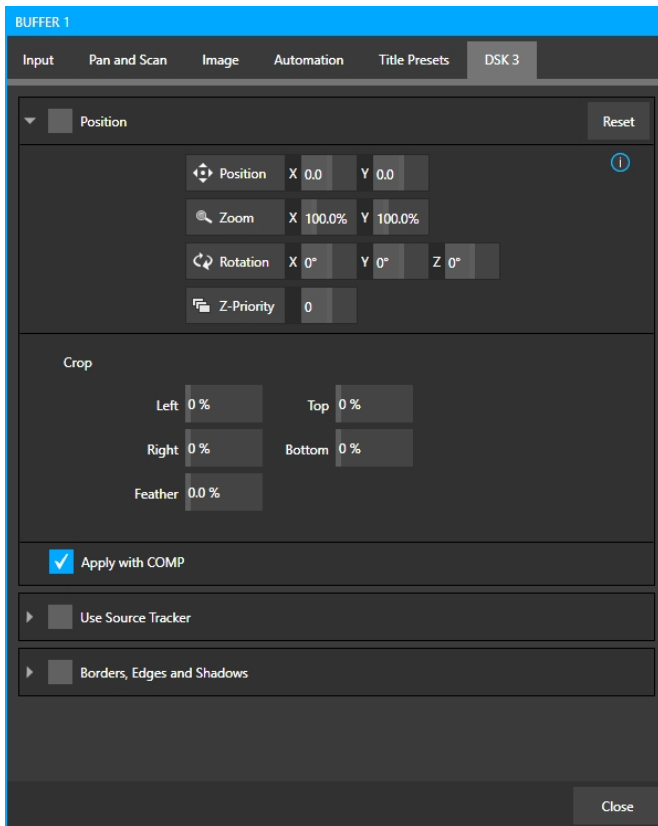 BUFFER 1
Input Pan and Scan Image Automation Title Presets DSK 3
Position Reset
Position X 0.0 Y 0.0
Zoom X 100.0% Y 100.0%
Rotation X 0° Y 0° Z 0°
Z-Priority 0
Crop
Left 0 % Top 0 %
Right 0 % Bottom 0 %
Feather 0.0 %
Apply with COMP
Use Source Tracker
Borders, Edges and Shadows
Close